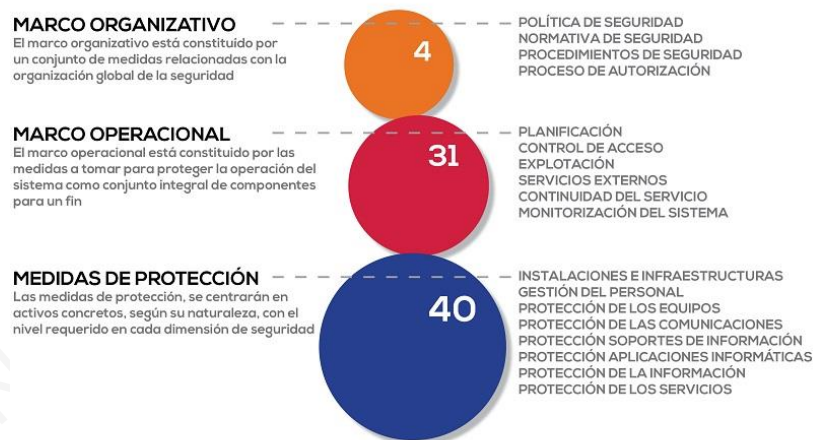 MARCO ORGANIZATIVO
El marco organizativo está constituido por
un conjunto de medidas relacionadas con la
organización global de la seguridad
4
POLÍTICA DE SEGURIDAD
NORMATIVA DE SEGURIDAD
PROCEDIMIENTOS DE SEGURIDAD
PROCESO DE AUTORIZACIÓN
MARCO OPERACIONAL
El marco operacional está constituido por las
medidas a tomar para proteger la operación del
sistema como conjunto integral de componentes
para un fin
31
PLANIFICACIÓN
CONTROL DE ACCESO
EXPLOTACIÓN
SERVICIOS EXTERNOS
CONTINUIDAD DEL SERVICIO
MONITORIZACIÓN DEL SISTEMA
MEDIDAS DE PROTECCIÓN
Las medidas de protección, se centrarán en
activos concretos, según su naturaleza, con el
nivel requerido en cada dimensión de seguridad
40
INSTALACIONES E INFRAESTRUCTURAS
GESTIÓN DEL PERSONAL
PROTECCIÓN DE LOS EQUIPOS
PROTECCIÓN DE LAS COMUNICACIONES
PROTECCIÓN SOPORTES DE INFORMACIÓN
PROTECCIÓN APLICACIONES INFORMÁTICAS
PROTECCIÓN DE LA INFORMACIÓN
PROTECCIÓN DE LOS SERVICIOS